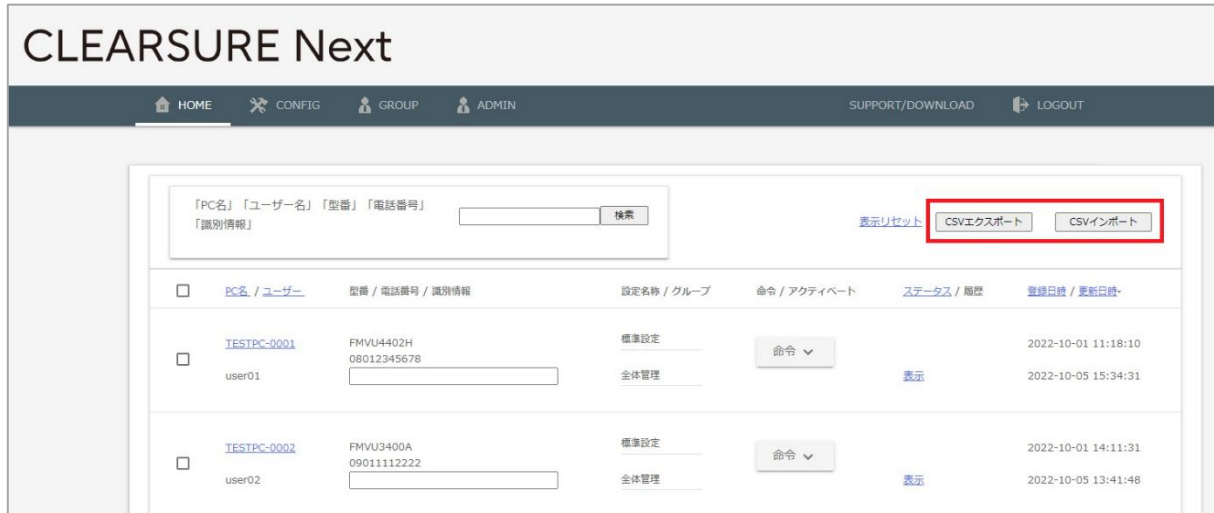 CLEARSURE Next
HOME CONFIG GROUP ADMIN SUPPORT/DOWNLOAD LOGOUT
「PC名」「ユーザー名」「型番」「電話番号」
「識別情報」
検索 表示リセット CSVエクスポート CSVインポート
PC名 / ユーザー 型番 / 電話番号 / 識別情報 設定名称 / グループ 命令 / アクティベート ステータス / 履歴 登録日時 / 更新日時
TESTPC-0001 FMVU4402H 標準設定 命令 2022-10-01 11:18:10
08012345678
user01 全体管理 表示 2022-10-05 15:34:31
TESTPC-0002 FMVU3400A 標準設定 命令 2022-10-01 14:11:31
09011112222
user02 全体管理 表示 2022-10-05 13:41:48